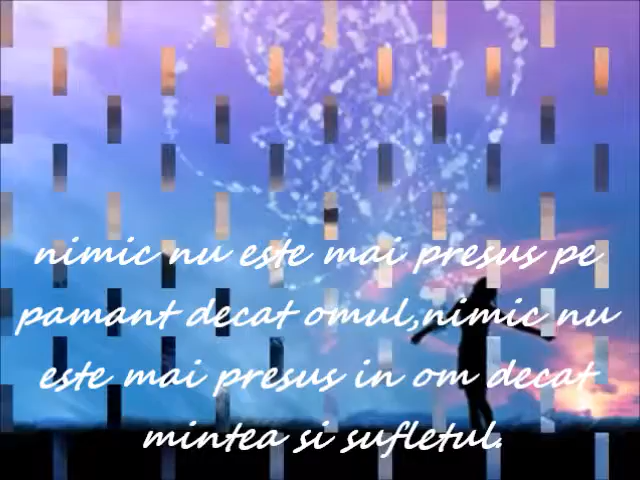 nimic nu este mai presus pe
pamant decat omul,nimic nu
este mai presus in om decat
mintea si sufletul.